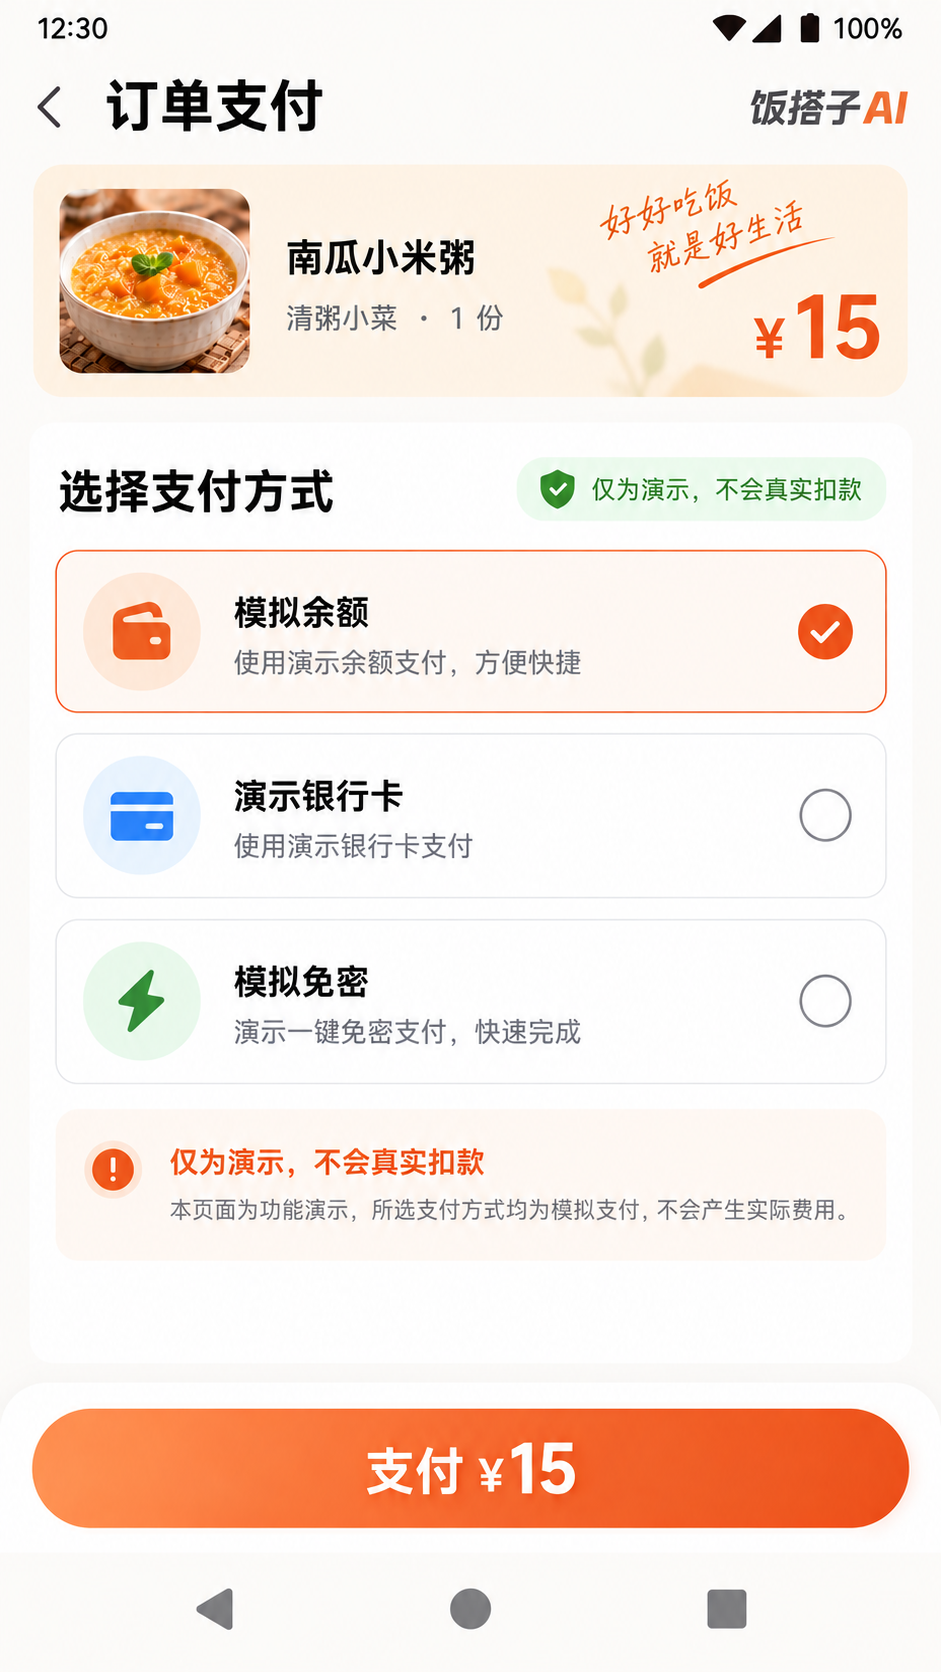 12:30 100%
订单支付 饭搭子AI
好好吃饭
就是好生活
南瓜小米粥
清粥小菜 · 1 份
¥15
选择支付方式 仅为演示，不会真实扣款
模拟余额
使用演示余额支付，方便快捷
演示银行卡
使用演示银行卡支付
模拟免密
演示一键免密支付，快速完成
仅为演示，不会真实扣款
本页面为功能演示，所选支付方式均为模拟支付，不会产生实际费用。
支付 ¥15